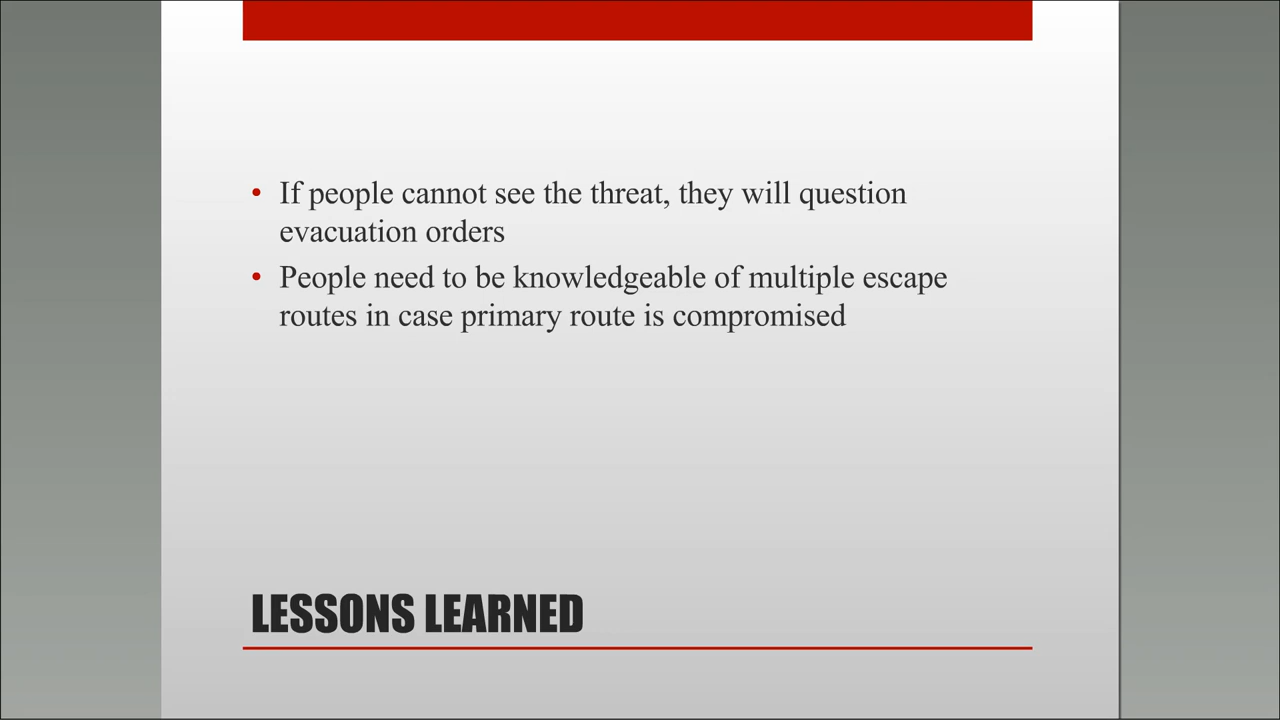 • If people cannot see the threat, they will question
evacuation orders
• People need to be knowledgeable of multiple escape
routes in case primary route is compromised
LESSONS LEARNED